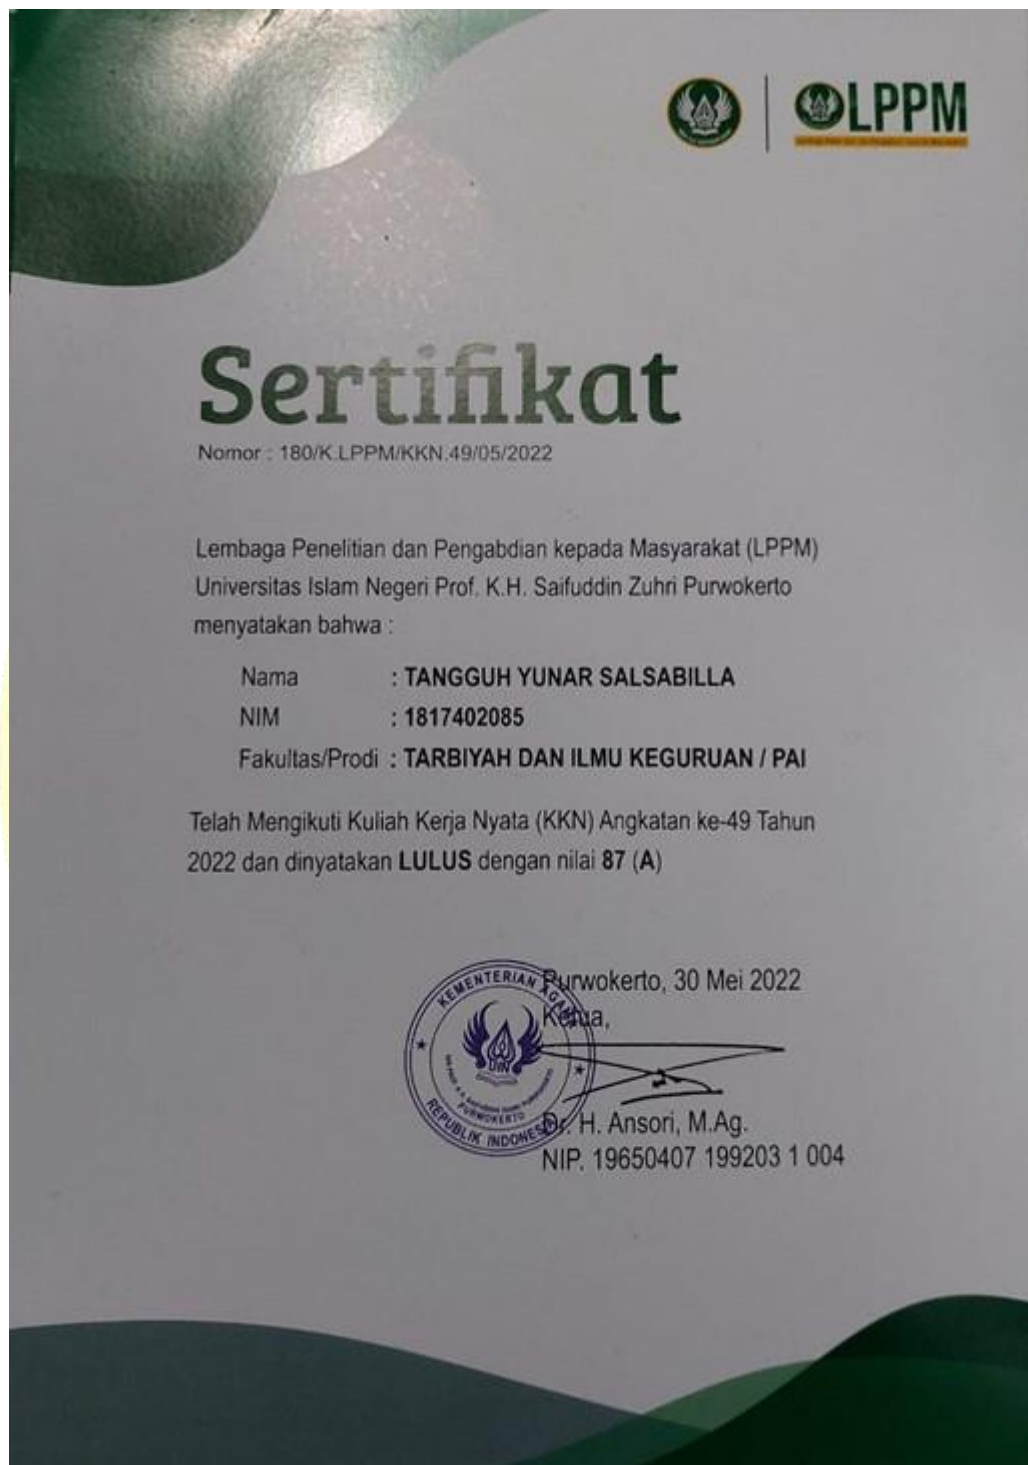 LPPM
Sertifikat
Nomor : 180/K.LPPM/KKN.49/05/2022
Lembaga Penelitian dan Pengabdian kepada Masyarakat (LPPM)
Universitas Islam Negeri Prof. K.H. Saifuddin Zuhri Purwokerto
menyatakan bahwa :
Nama : TANGGUH YUNAR SALSABILLA
NIM : 1817402085
Fakultas/Prodi : TARBIYAH DAN ILMU KEGURUAN / PAI
Telah Mengikuti Kuliah Kerja Nyata (KKN) Angkatan ke-49 Tahun
2022 dan dinyatakan LULUS dengan nilai 87 (A)
Purwokerto, 30 Mei 2022
Ketua,
KEMENTERIAN AGAMA
UIN
PURWOKERTO
REPUBLIK INDONESIA
Dr. H. Ansori, M.Ag.
NIP. 19650407 199203 1 004